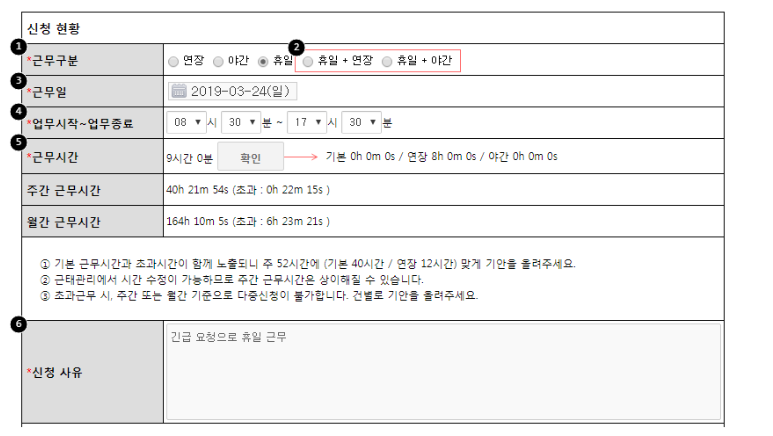 신청 현황
1
*근무구분
연장 야간 휴일 2 휴일 + 연장 휴일 + 야간
3
*근무일
2019-03-24(일)
4
*업무시작~업무종료
08 ▼ 시 30 ▼ 분 ~ 17 ▼ 시 30 ▼ 분
5
*근무시간
9시간 0분 확인 기본 0h 0m 0s / 연장 8h 0m 0s / 야간 0h 0m 0s
주간 근무시간
40h 21m 54s (초과 : 0h 22m 15s )
월간 근무시간
164h 10m 5s (초과 : 6h 23m 21s )
① 기본 근무시간과 초과시간이 함께 노출되니 주 52시간에 (기본 40시간 / 연장 12시간) 맞게 기안을 올려주세요.
② 근태관리에서 시간 수정이 가능하므로 주간 근무시간은 상이해질 수 있습니다.
③ 초과근무 시, 주간 또는 월간 기준으로 다중신청이 불가합니다. 건별로 기안을 올려주세요.
6
*신청 사유
긴급 요청으로 휴일 근무